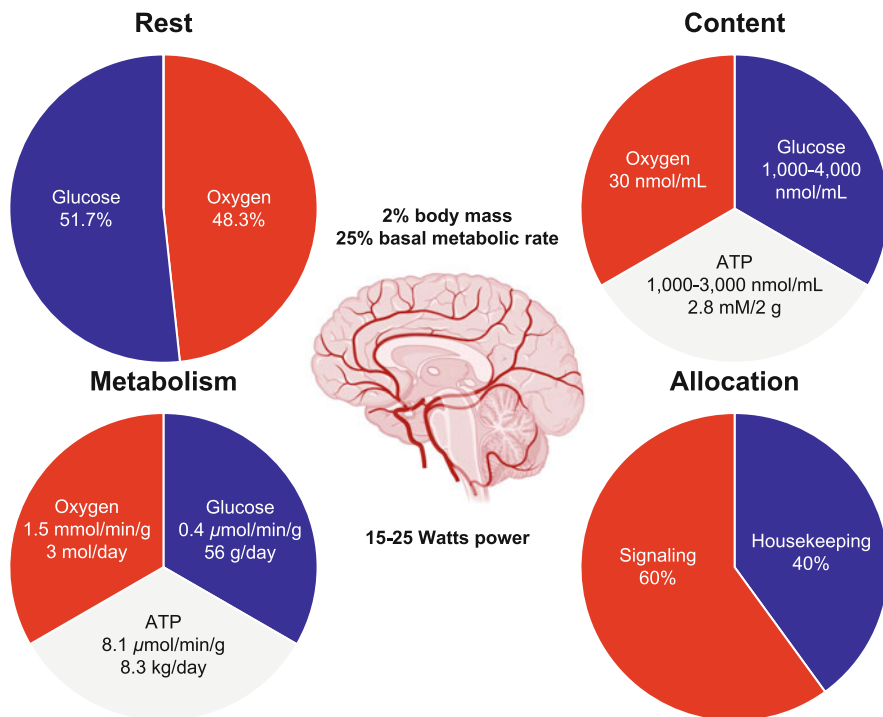 Rest
Glucose
51.7%
Oxygen
48.3%
Content
Oxygen
30 nmol/mL
Glucose
1,000-4,000
nmol/mL
ATP
1,000-3,000 nmol/mL
2.8 mM/2 g
2% body mass
25% basal metabolic rate
15-25 Watts power
Metabolism
Oxygen
1.5 mmol/min/g
3 mol/day
Glucose
0.4 µmol/min/g
56 g/day
ATP
8.1 µmol/min/g
8.3 kg/day
Allocation
Signaling
60%
Housekeeping
40%